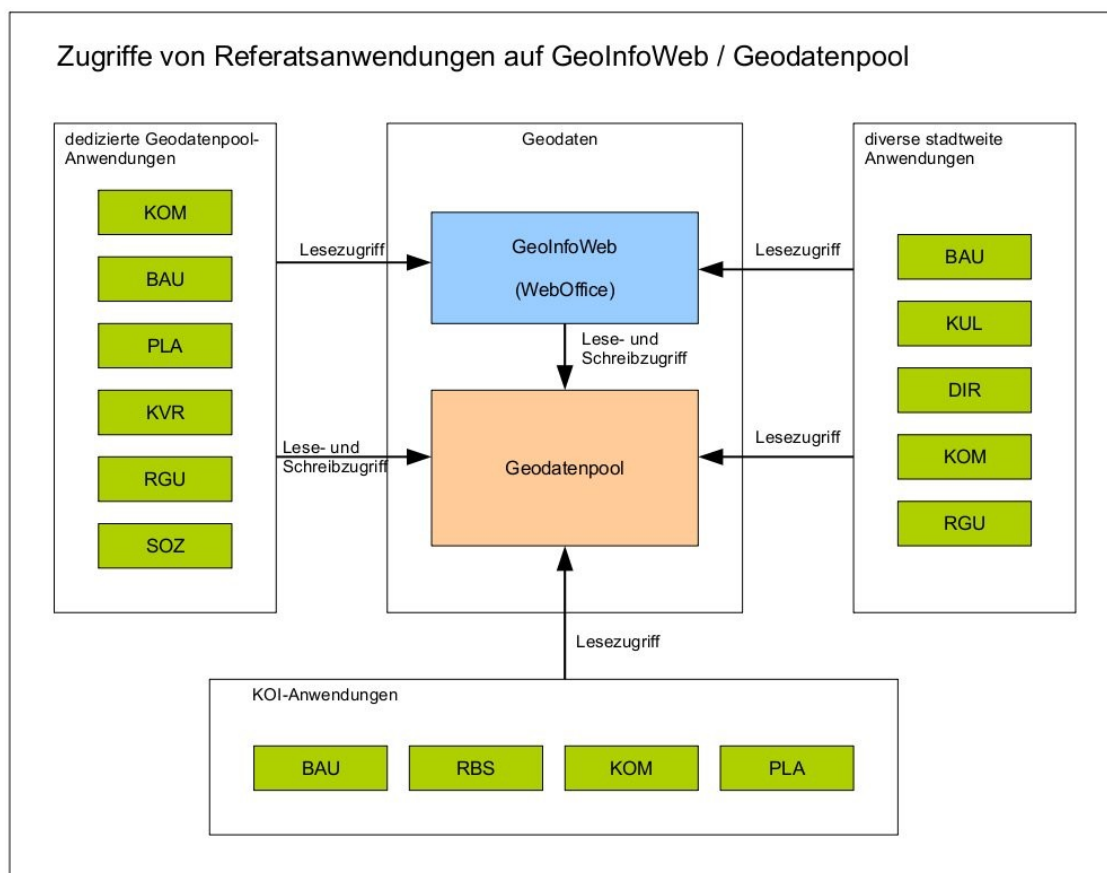 Zugriffe von Referatsanwendungen auf GeoInfoWeb / Geodatenpool
dedizierte Geodatenpool-
Anwendungen
KOM
BAU
PLA
KVR
RGU
SOZ
Lesezugriff
Lese- und
Schreibzugriff
Geodaten
GeoInfoWeb
(WebOffice)
Lese- und
Schreibzugriff
Geodatenpool
Lesezugriff
Lesezugriff
diverse stadtweite
Anwendungen
BAU
KUL
DIR
KOM
RGU
Lesezugriff
KOI-Anwendungen
BAU
RBS
KOM
PLA